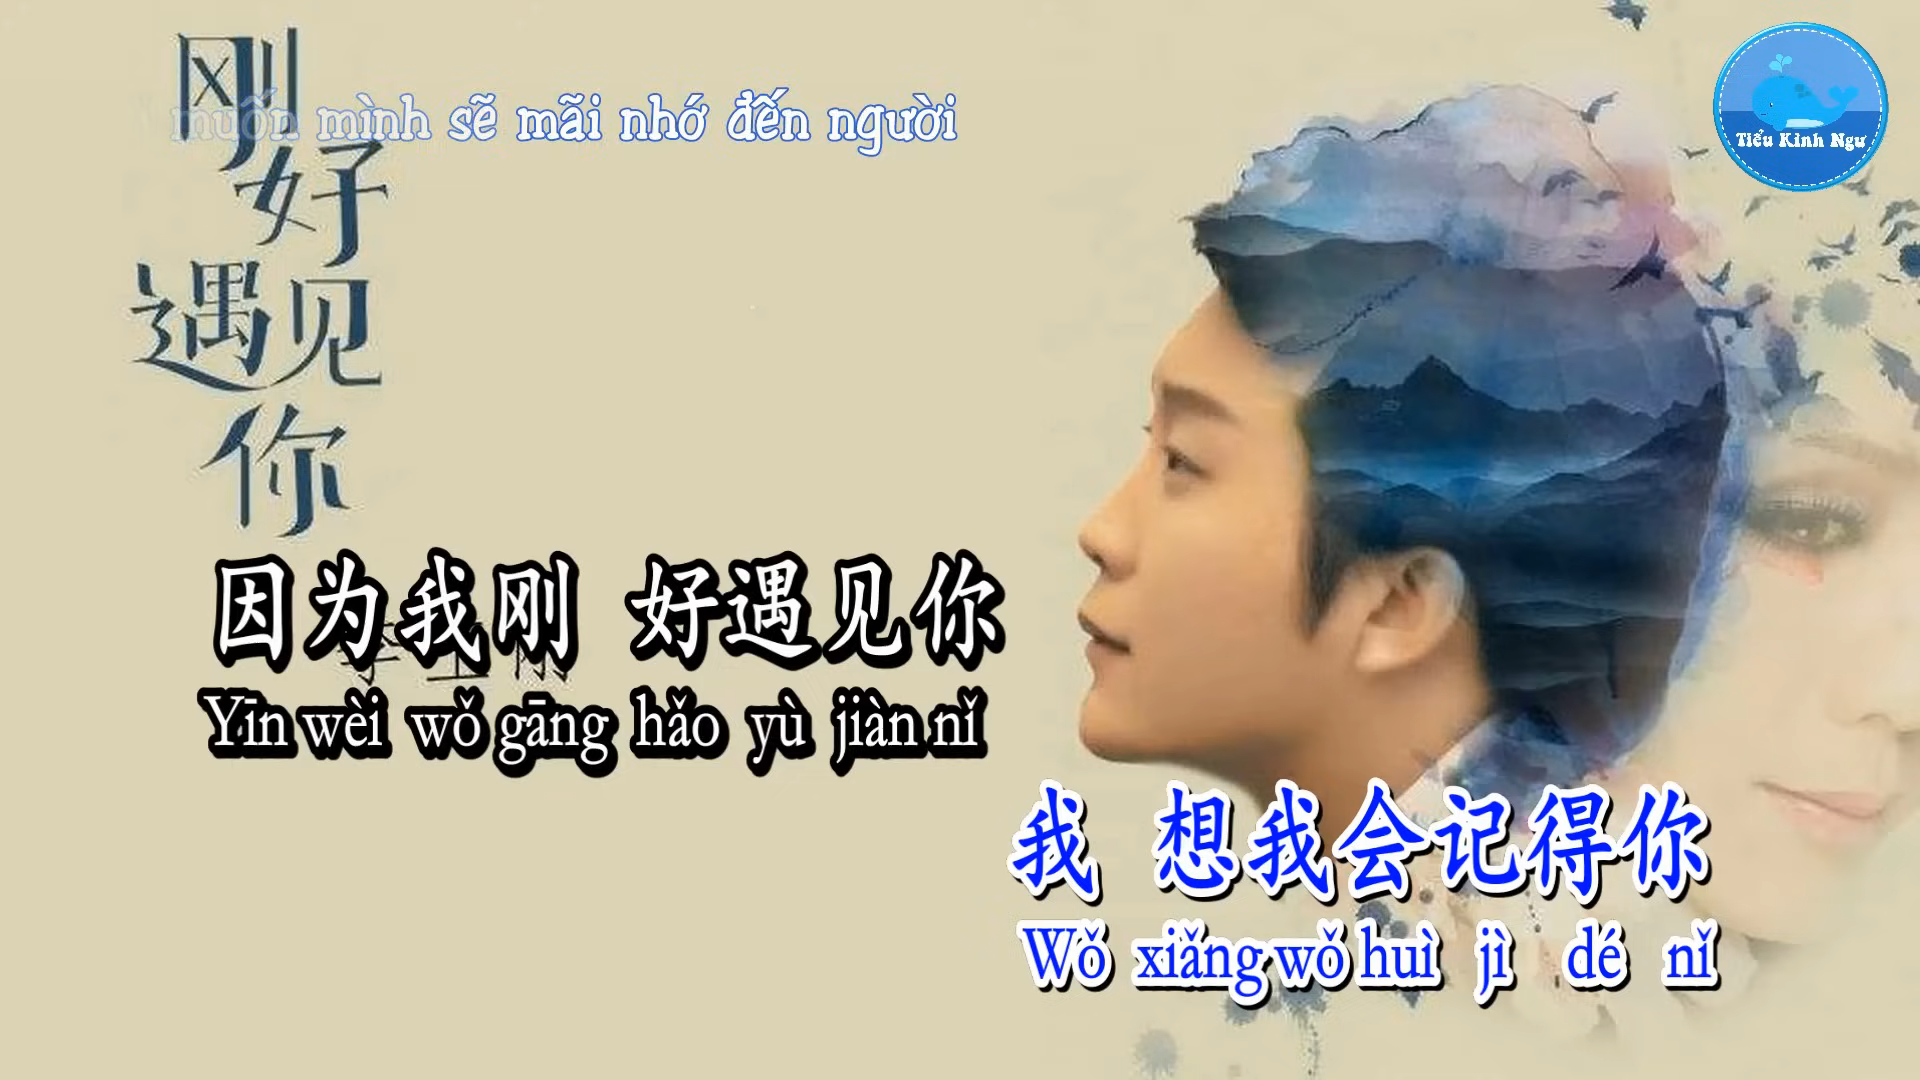 刚好
遇见
你
muốn mình sẽ mãi nhớ đến người
Tiểu Kình Ngư
因为我刚 好遇见你
Yīn wèi wǒ gāng hǎo yù jiàn nǐ
我 想我会记得你
Wǒ xiǎng wǒ huì jì dé nǐ